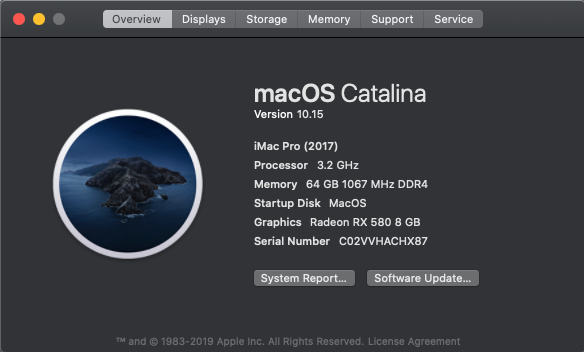 Overview Displays Storage Memory Support Service
macOS Catalina
Version 10.15
iMac Pro (2017)
Processor 3.2 GHz
Memory 64 GB 1067 MHz DDR4
Startup Disk MacOS
Graphics Radeon RX 580 8 GB
Serial Number C02VVHACHX87
System Report... Software Update...
™ and © 1983-2019 Apple Inc. All Rights Reserved. License Agreement